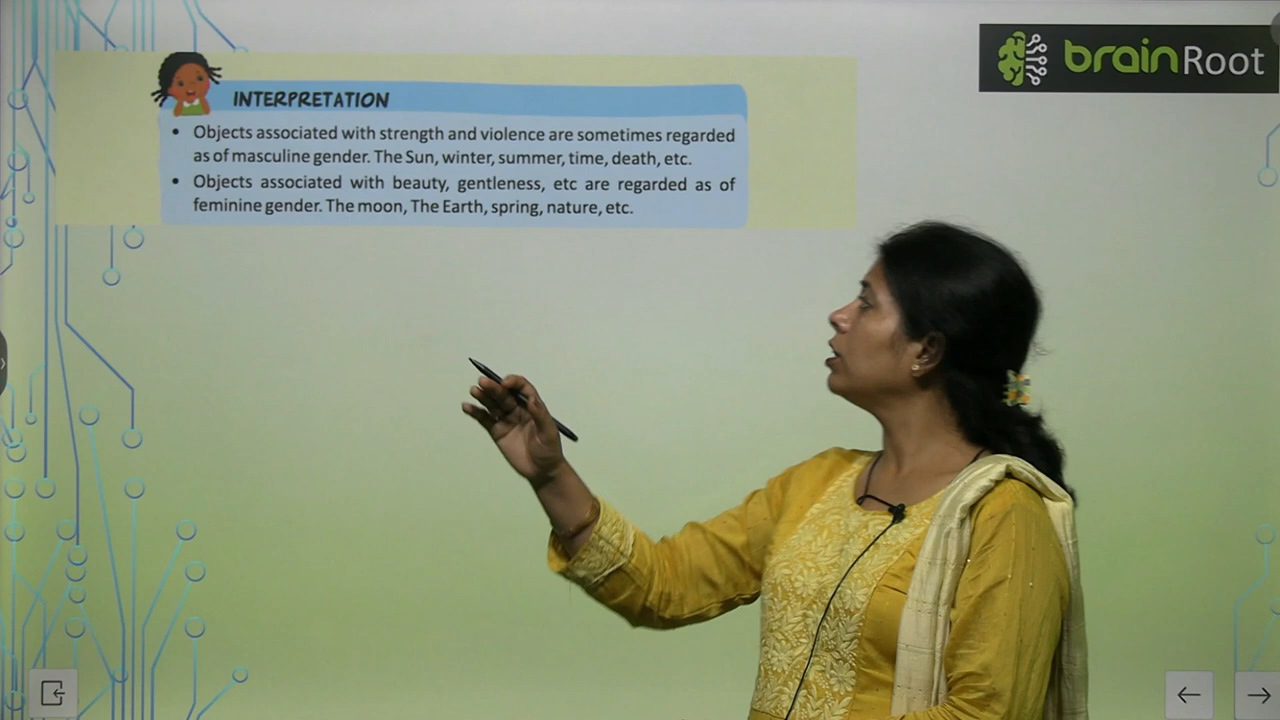 brainRoot
INTERPRETATION
• Objects associated with strength and violence are sometimes regarded
as of masculine gender. The Sun, winter, summer, time, death, etc.
• Objects associated with beauty, gentleness, etc are regarded as of
feminine gender. The moon, The Earth, spring, nature, etc.